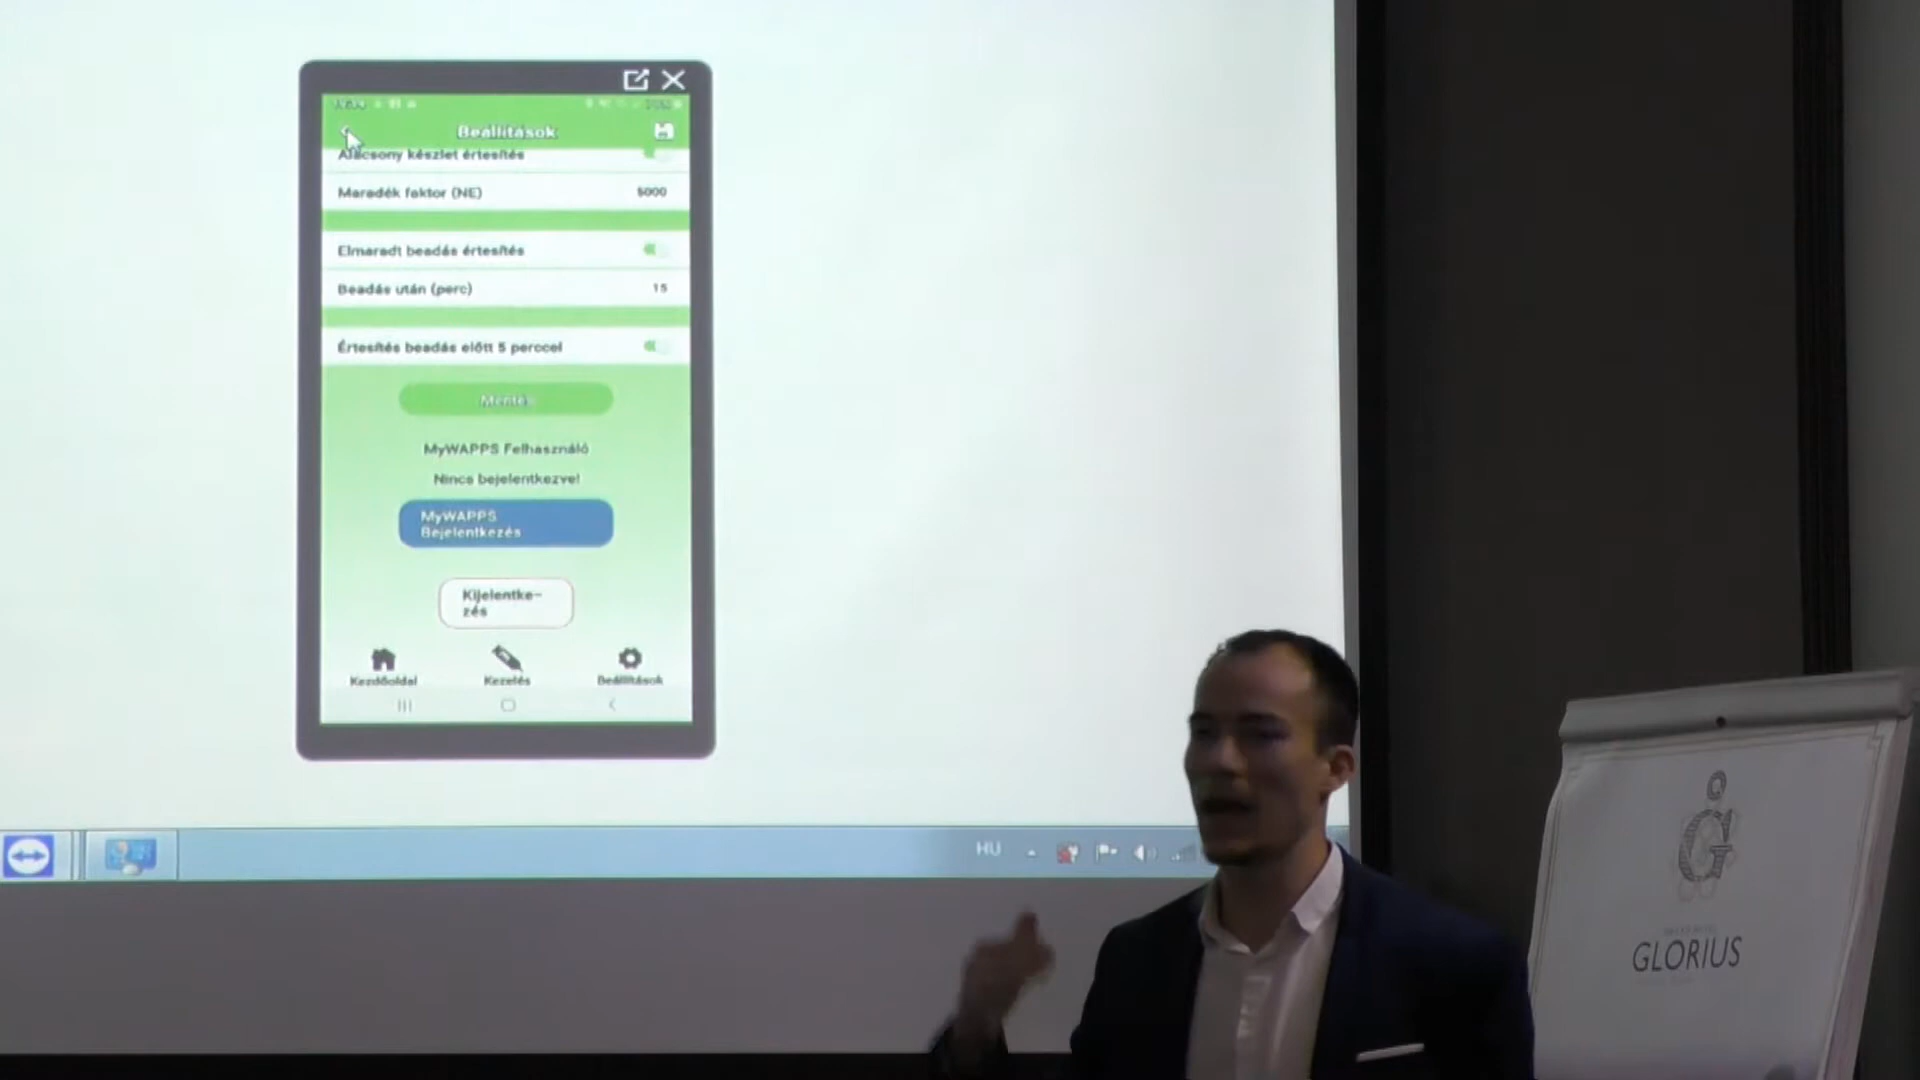 Beállítások
Alacsony készlet értesítés
Maradék faktor (NE) 5000
Elmaradt beadás értesítés
Beadás után (perc) 15
Értesítés beadás előtt 5 perccel
Mentés
MyWAPPS Felhasználó
Nincs bejelentkezve!
MyWAPPS
Bejelentkezés
Kijelentke-
zés
Kezdőoldal Kezelés Beállítások
HU
G
GLORIUS